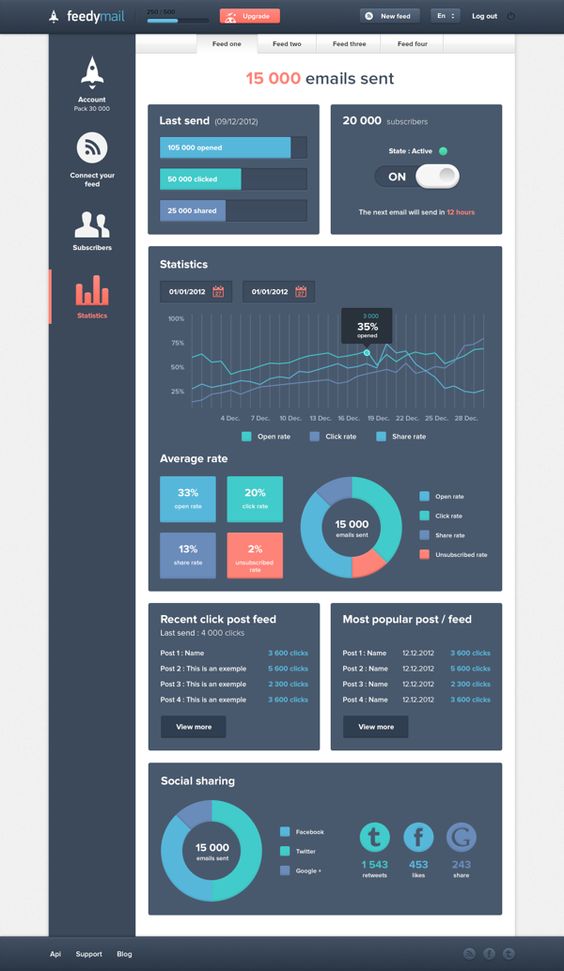 feedymail
250 / 500
Upgrade
New feed
En
Log out
Feed one
Feed two
Feed three
Feed four
Account
Pack 30 000
Connect your
feed
Subscribers
Statistics
15 000 emails sent
Last send (09/12/2012)
105 000 opened
50 000 clicked
25 000 shared
20 000 subscribers
State : Active
ON
The next email will send in 12 hours
Statistics
01/01/2012
27
01/01/2012
27
3 000
35%
opened
100%
75%
50%
25%
4 Dec.
7 Dec.
10 Dec.
13 Dec.
16 Dec.
19 Dec.
22 Dec.
25 Dec.
28 Dec.
Open rate
Click rate
Share rate
Average rate
33%
open rate
20%
click rate
13%
share rate
2%
Unsubscribed
rate
15 000
emails sent
Open rate
Click rate
Share rate
Unsubscribed rate
Recent click post feed
Last send : 4 000 clicks
Post 1 : Name 3 600 clicks
Post 2 : This is an exemple 5 600 clicks
Post 3 : This is an exemple 2 300 clicks
Post 4 : This is an exemple 3 600 clicks
View more
Most popular post / feed
Post 1 : Name 12.12.2012 3 600 clicks
Post 2 : Name 12.12.2012 5 600 clicks
Post 3 : Name 12.12.2012 2 300 clicks
Post 4 : Name 12.12.2012 3 600 clicks
View more
Social sharing
15 000
emails sent
Facebook
Twitter
Google +
t
f
G
1 543
retweets
453
likes
243
share
Api
Support
Blog